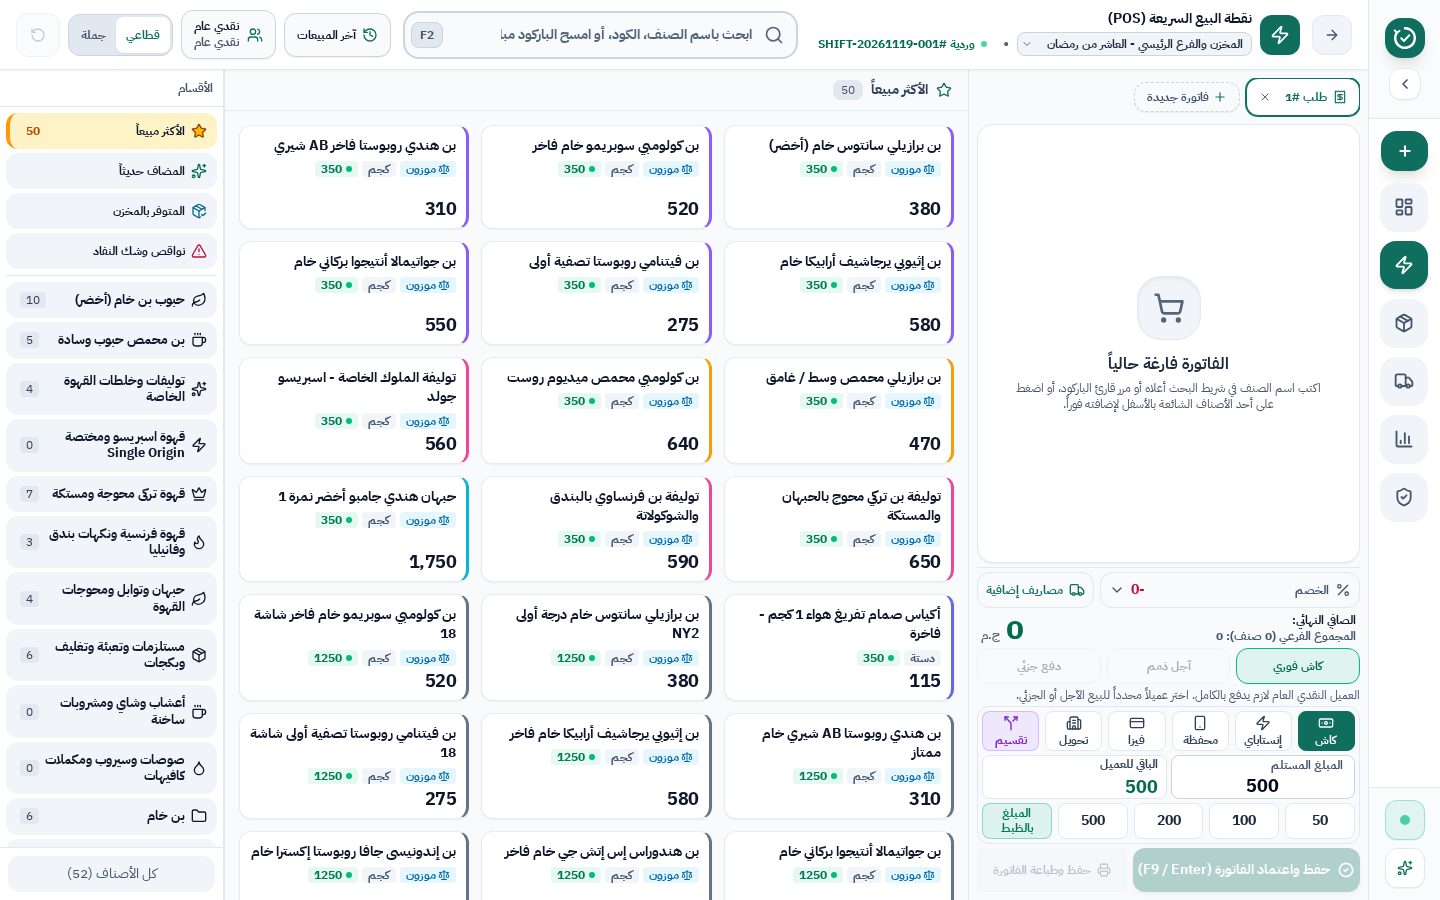 نقطة البيع السريعة (POS)
المخزن والفرع الرئيسي - العاشر من رمضان
وردية #SHIFT-20261119-001
ابحث باسم الصنف، الكود، أو امسح الباركود مبا
F2
آخر المبيعات
نقدي عام
نقدي عام
قطاعي
جملة
طلب #1
فاتورة جديدة
الفاتورة فارغة حالياً
اكتب اسم الصنف في شريط البحث أعلاه أو مرر قارئ الباركود، أو اضغط
على أحد الأصناف الشائعة بالأسفل لإضافته فوراً.
الخصم
-0
مصاريف إضافية
الصافي النهائي:
المجموع الفرعي (0 صنف): 0
0 ج.م
كاش فوري
آجل ذمم
دفع جزئي
العميل النقدي العام لازم يدفع بالكامل. اختر عميلاً محدداً للبيع الآجل أو الجزئي.
كاش
إنستاباي
محفظة
فيزا
تحويل
تقسيم
المبلغ المستلم
500
الباقي للعميل
500
50
100
200
500
المبلغ
بالظبط
حفظ واعتماد الفاتورة (F9 / Enter)
حفظ وطباعة الفاتورة
الأكثر مبيعاً
50
بن برازيلي سانتوس خام (أخضر)
موزون كجم 350
380
بن كولومبي سوبريمو خام فاخر
موزون كجم 350
520
بن هندي روبوستا فاخر AB شيري
موزون كجم 350
310
بن إثيوبي يرجاشيف أرابيكا خام
موزون كجم 350
580
بن فيتنامي روبوستا تصفية أولى
موزون كجم 350
275
بن جواتيمالا أنتيجوا بركاني خام
موزون كجم 350
550
بن برازيلي محمص وسط / غامق
موزون كجم 350
470
بن كولومبي محمص ميديوم روست
موزون كجم 350
640
توليفة الملوك الخاصة - اسبريسو
جولد
موزون كجم 350
560
توليفة بن تركي محوج بالحبهان
والمستكة
موزون كجم 350
650
توليفة بن فرنساوي بالبندق
والشوكولاتة
موزون كجم 350
590
حبهان هندي جامبو أخضر نمرة 1
موزون كجم 350
1,750
أكياس صمام تفريغ هواء 1 كجم -
فاخرة
دستة 350
115
بن برازيلي سانتوس خام درجة أولى
NY2
موزون كجم 1250
380
بن كولومبي سوبريمو خام فاخر شاشة
18
موزون كجم 1250
520
بن هندي روبوستا AB شيري خام
ممتاز
موزون كجم 1250
310
بن إثيوبي يرجاشيف أرابيكا خام فاخر
موزون كجم 1250
580
بن فيتنامي روبوستا تصفية أولى شاشة
18
موزون كجم 1250
275
بن جواتيمالا أنتيجوا بركاني خام
موزون كجم 1250
بن هندوراس إس إتش جي خام فاخر
موزون كجم 1250
بن إندونيسي جافا روبوستا إكسترا خام
موزون كجم 1250
الأقسام
الأكثر مبيعاً
50
المضاف حديثاً
المتوفر بالمخزن
نواقص وشك النفاد
حبوب بن خام (أخضر)
10
بن محمص حبوب وسادة
5
توليفات وخلطات القهوة
الخاصة
4
قهوة اسبريسو ومختصة
Single Origin
0
قهوة تركي محوجة ومستكة
7
قهوة فرنسية ونكهات بندق
وفانيليا
3
حبهان وتوابل ومحوجات
القهوة
4
مستلزمات وتعبئة وتغليف
وبكجات
6
أعشاب وشاي ومشروبات
ساخنة
0
صوصات وسيروب ومكملات
كافيهات
0
بن خام
6
كل الأصناف (52)